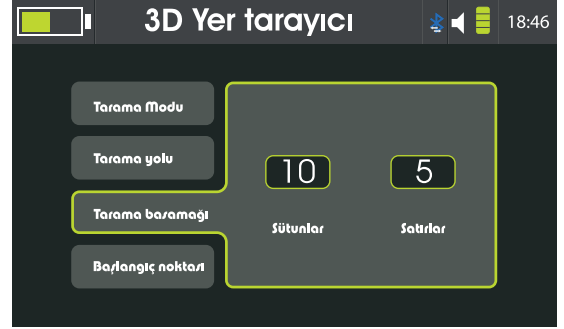 3D Yer tarayıcı
18:46
Tarama Modu
Tarama yolu
Tarama basamağı
Başlangıç noktası
10
5
Sütunlar
Satırlar